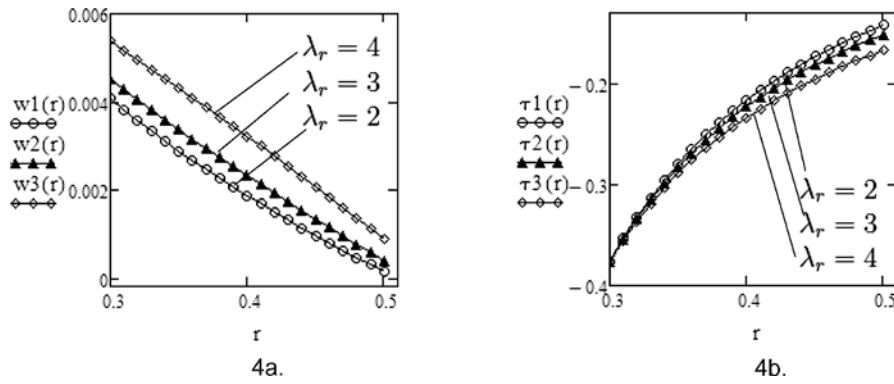 0.006
0.004
0.002
0
w1(r)
w2(r)
w3(r)
λr = 4
λr = 3
λr = 2
0.3
0.4
0.5
r
4a.
−0.2
−0.3
−0.4
τ1(r)
τ2(r)
τ3(r)
λr = 2
λr = 3
λr = 4
0.3
0.4
0.5
r
4b.